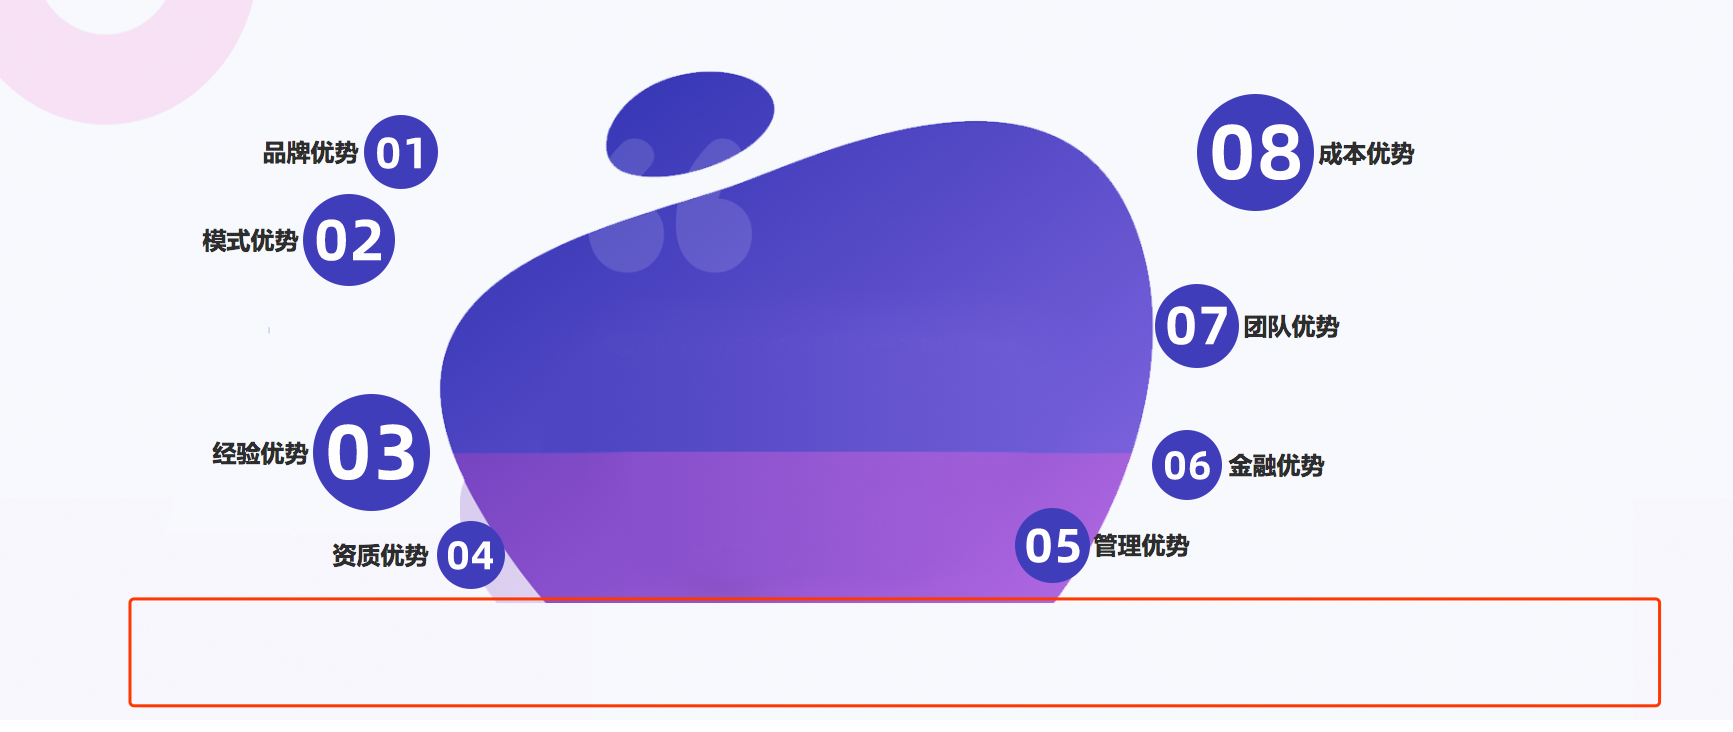 品牌优势 01
模式优势 02
经验优势 03
资质优势 04
05 管理优势
06 金融优势
07 团队优势
08 成本优势